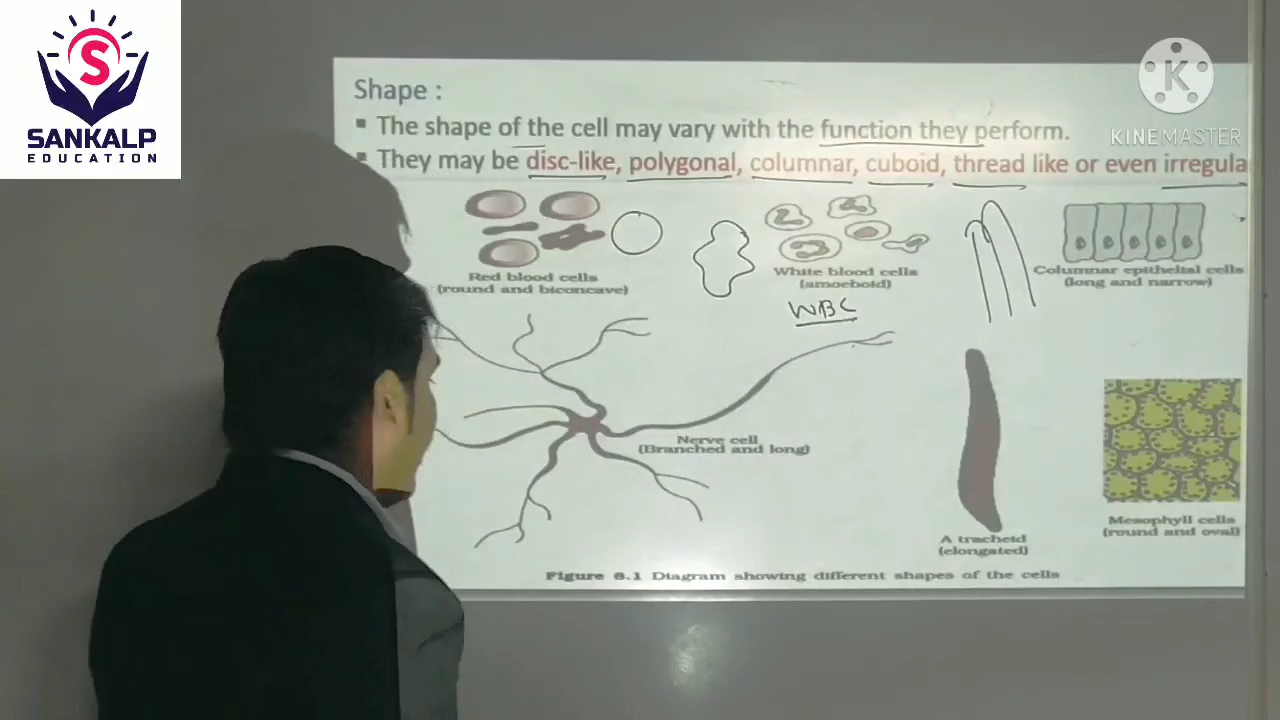 SANKALP
EDUCATION
KINEMASTER
Shape :
▪ The shape of the cell may vary with the function they perform.
▪ They may be disc-like, polygonal, columnar, cuboid, thread like or even irregula
Red blood cells
(round and biconcave)
White blood cells
(amoeboid)
WBC
Columnar epithelial cells
(long and narrow)
Nerve cell
(Branched and long)
A tracheid
(elongated)
Mesophyll cells
(round and oval)
Figure 8.1 Diagram showing different shapes of the cells